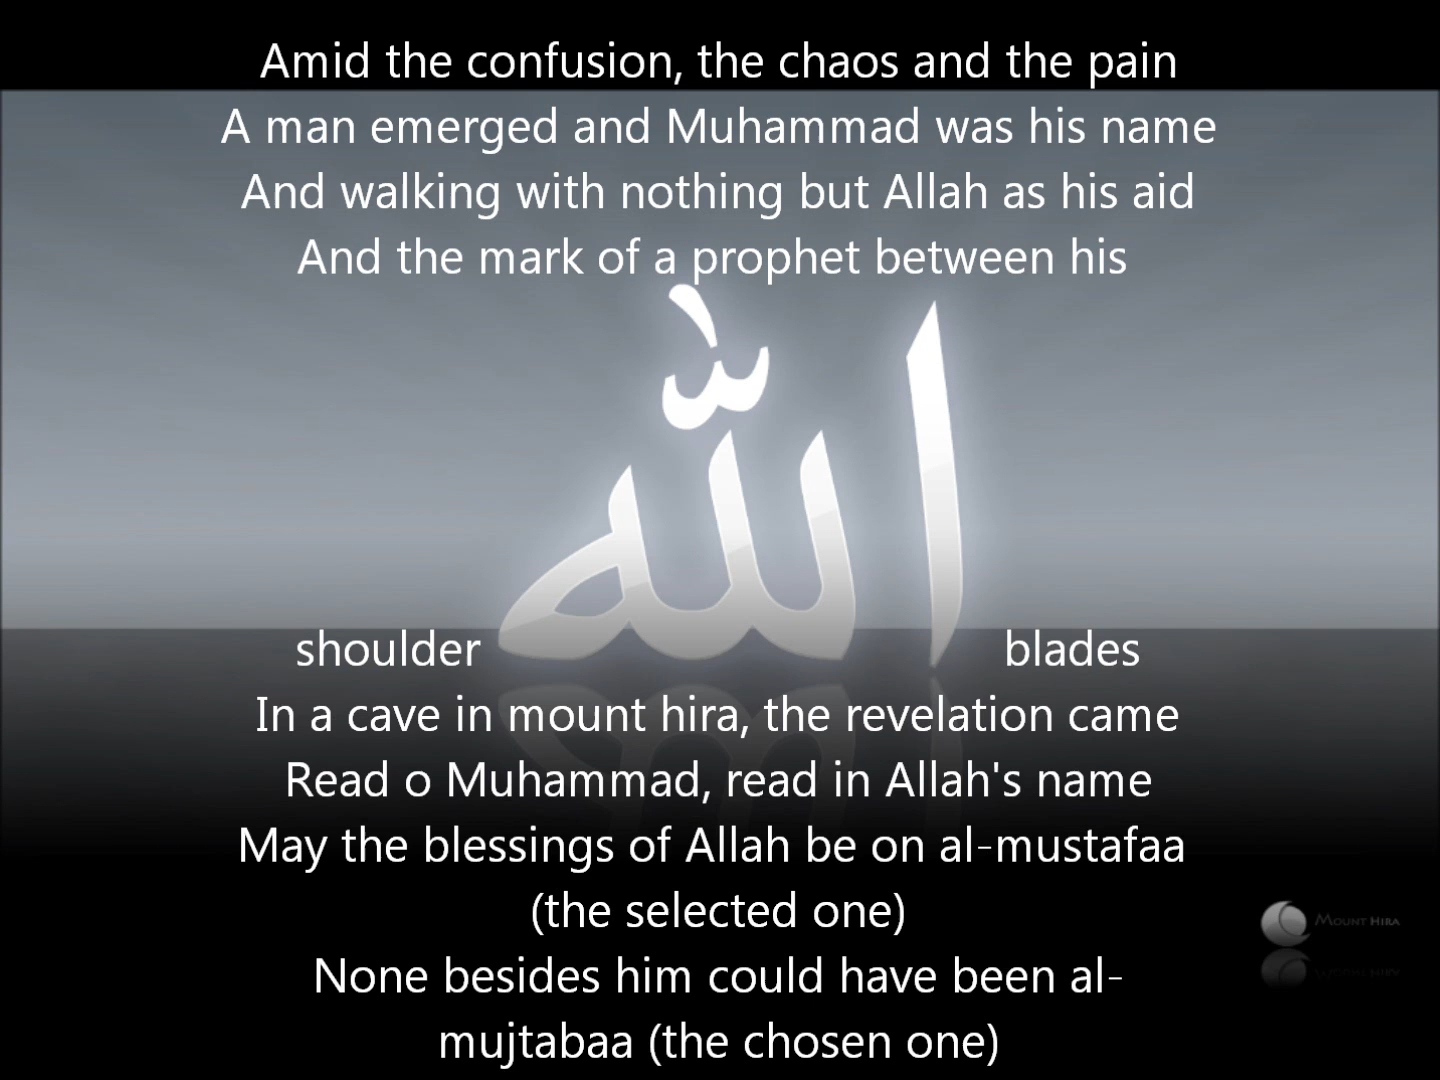 Amid the confusion, the chaos and the pain
A man emerged and Muhammad was his name
And walking with nothing but Allah as his aid
And the mark of a prophet between his
الله
shoulder blades
In a cave in mount hira, the revelation came
Read o Muhammad, read in Allah's name
May the blessings of Allah be on al-mustafaa
(the selected one)
None besides him could have been al-
mujtabaa (the chosen one)
Mount Hira